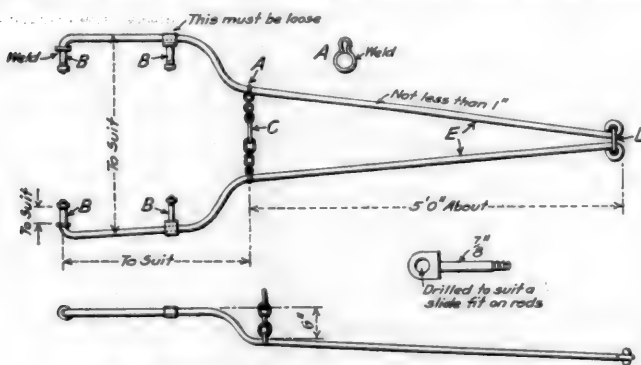 This must be loose
Weld
B
B
A
A
Weld
Not less than 1"
To Suit
C
E
D
To Suit
B
B
5'0" About
To Suit
7/8"
Drilled to suit a
slide fit on rods
6"